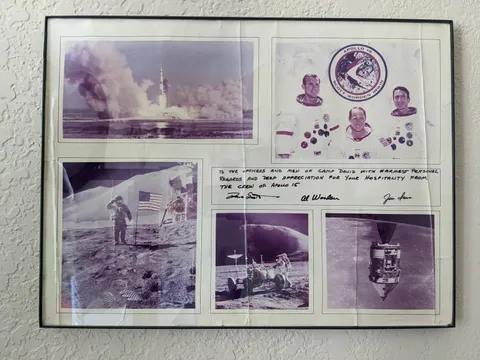 APOLLO 15
TO THE OFFICERS AND MEN OF CAMP DAVID WITH WARMEST PERSONAL
REGARDS AND DEEP APPRECIATION FOR YOUR HOSPITALITY FROM
THE CREW OF APOLLO 15
Al Worden